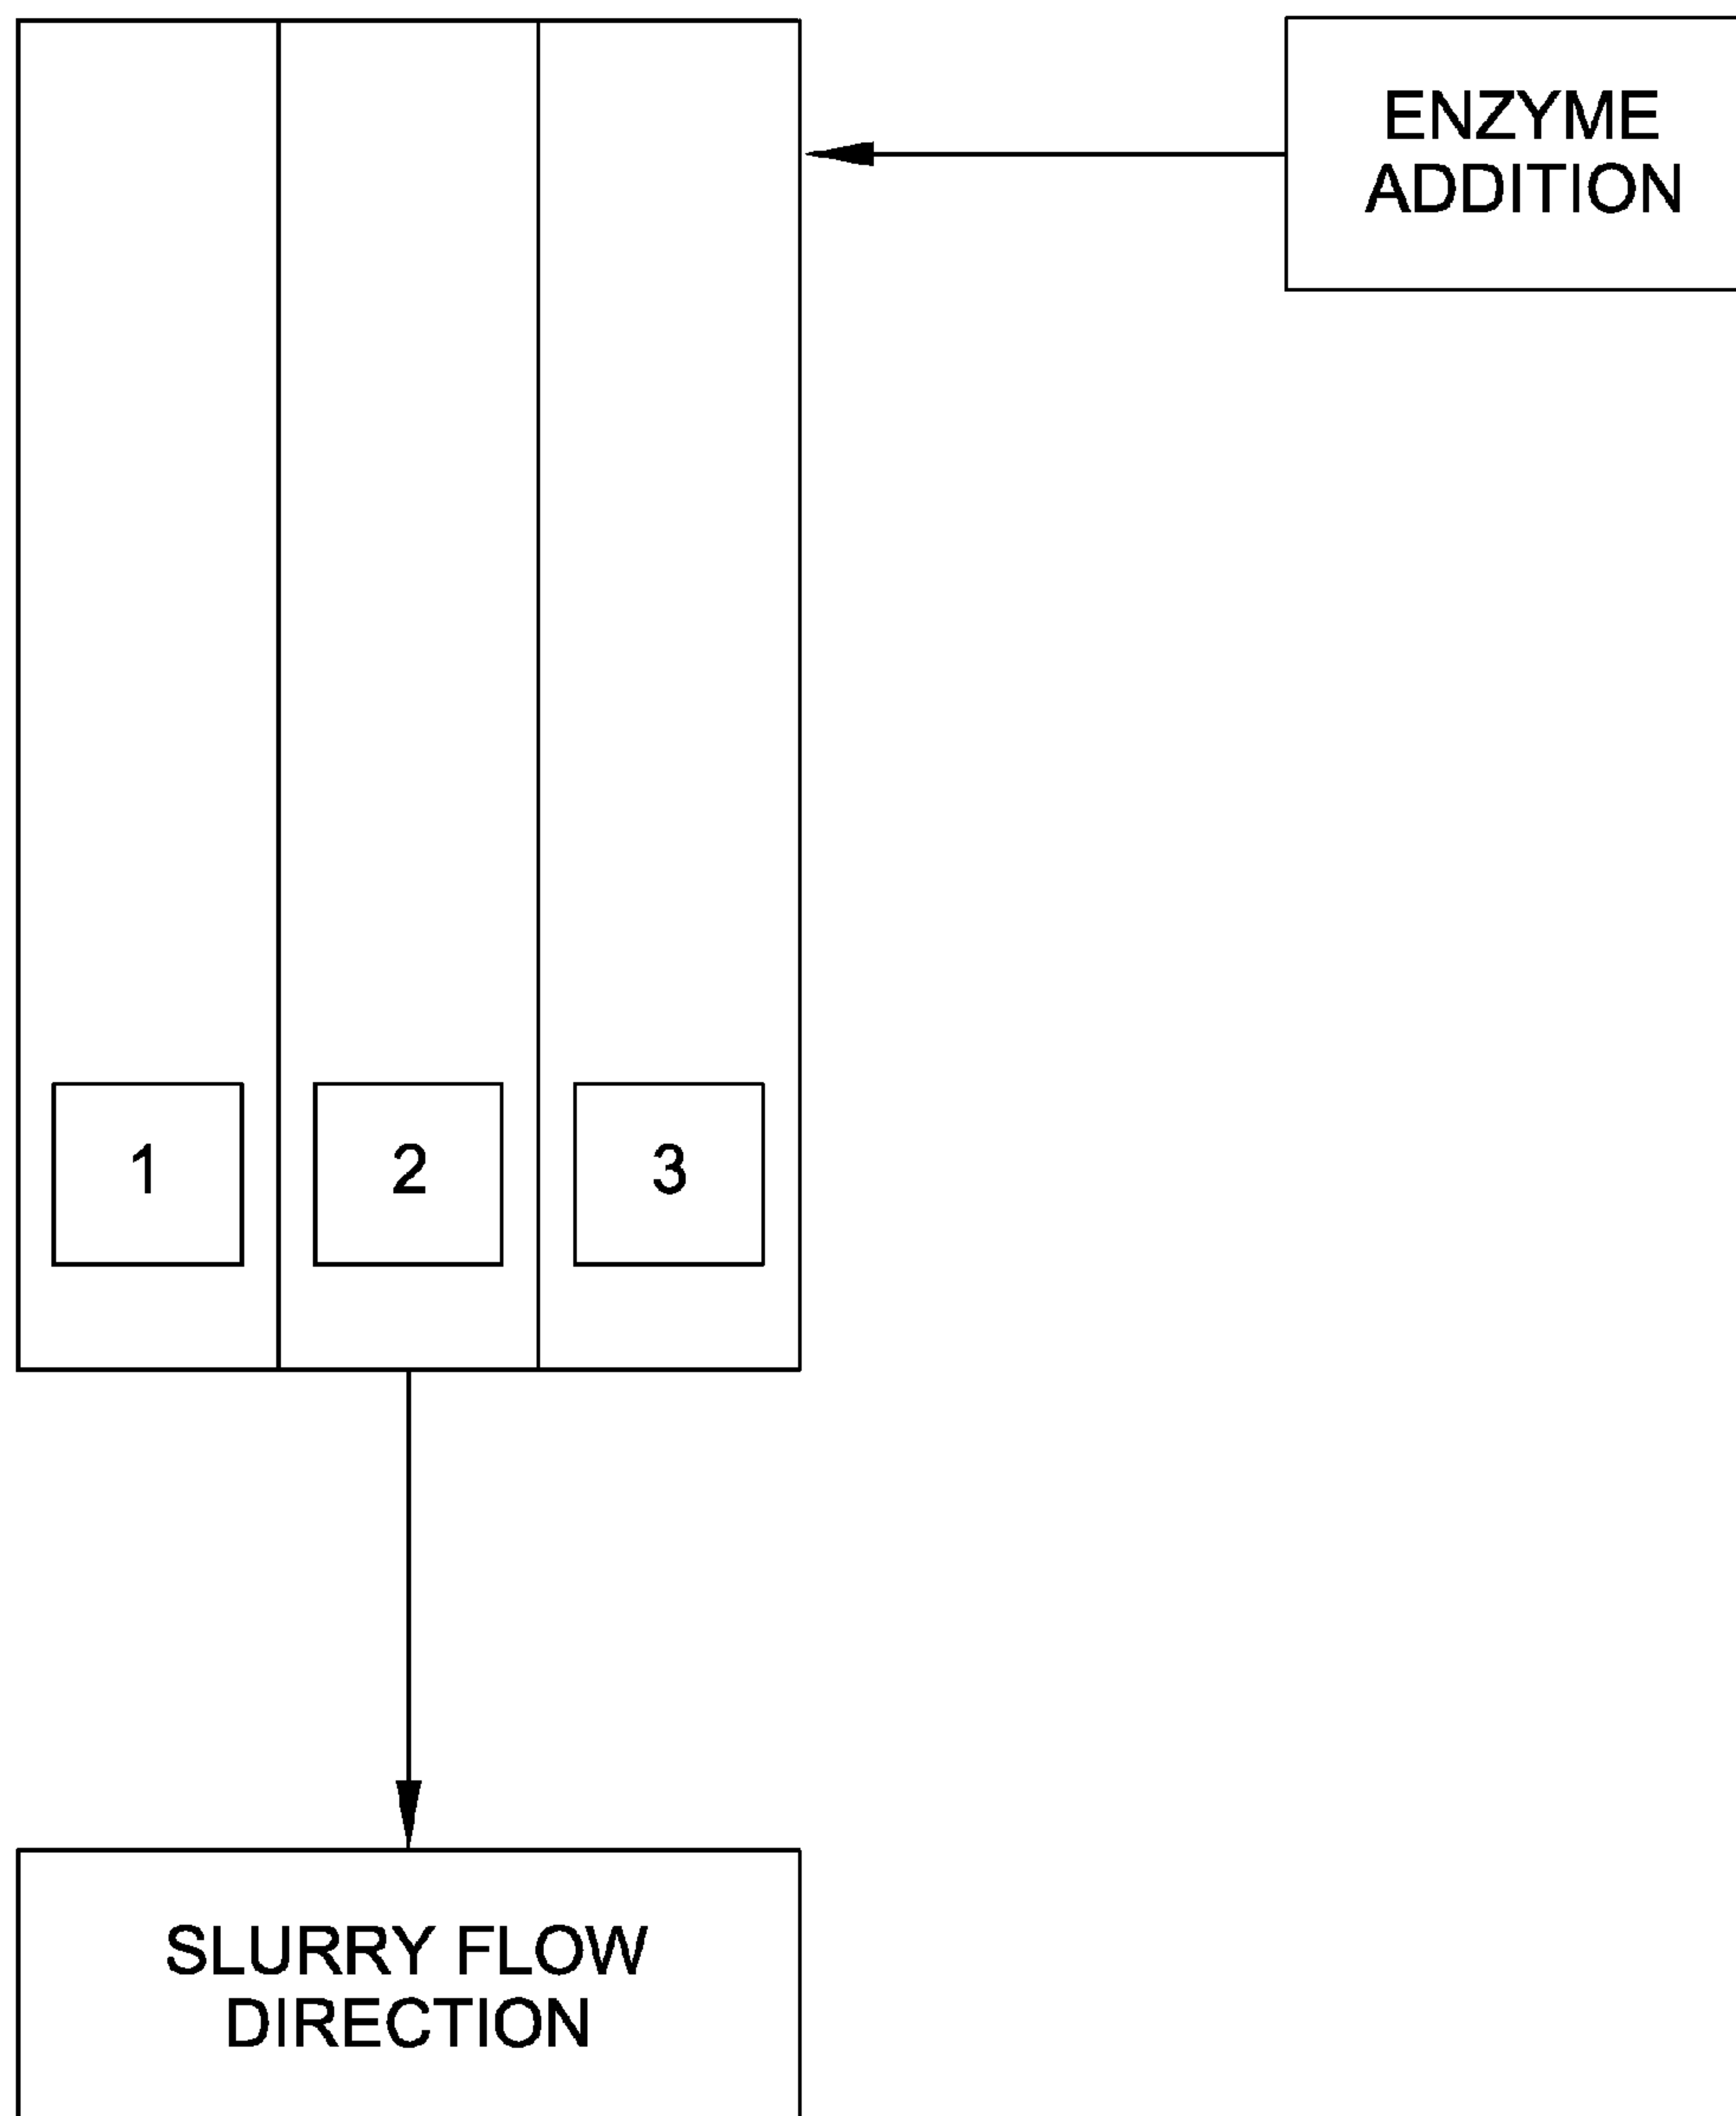 ENZYME
ADDITION
1
2
3
SLURRY FLOW
DIRECTION